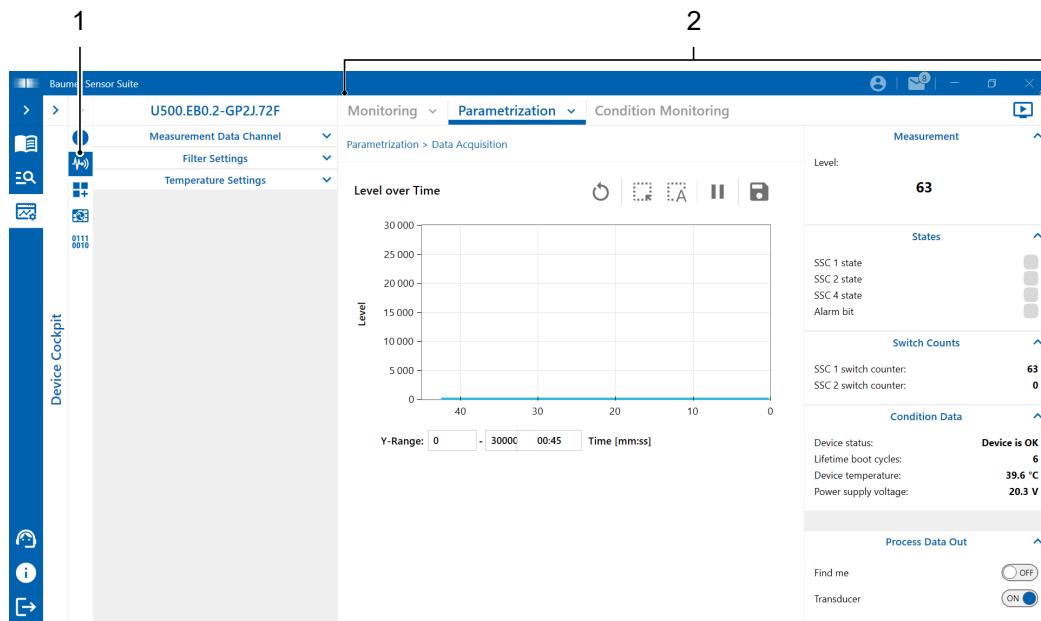 1
2
Baumer Sensor Suite
8
U500.EB0.2-GP2J.72F
Monitoring
Parametrization
Condition Monitoring
Measurement Data Channel
Filter Settings
Temperature Settings
0111
0010
Device Cockpit
Parametrization > Data Acquisition
Level over Time
A
30 000
25 000
20 000
15 000
10 000
5 000
0
Level
40 30 20 10 0
Y-Range: 0 - 30000 00:45 Time [mm:ss]
Measurement
Level:
63
States
SSC 1 state
SSC 2 state
SSC 4 state
Alarm bit
Switch Counts
SSC 1 switch counter: 63
SSC 2 switch counter: 0
Condition Data
Device status: Device is OK
Lifetime boot cycles: 6
Device temperature: 39.6 °C
Power supply voltage: 20.3 V
Process Data Out
Find me OFF
Transducer ON